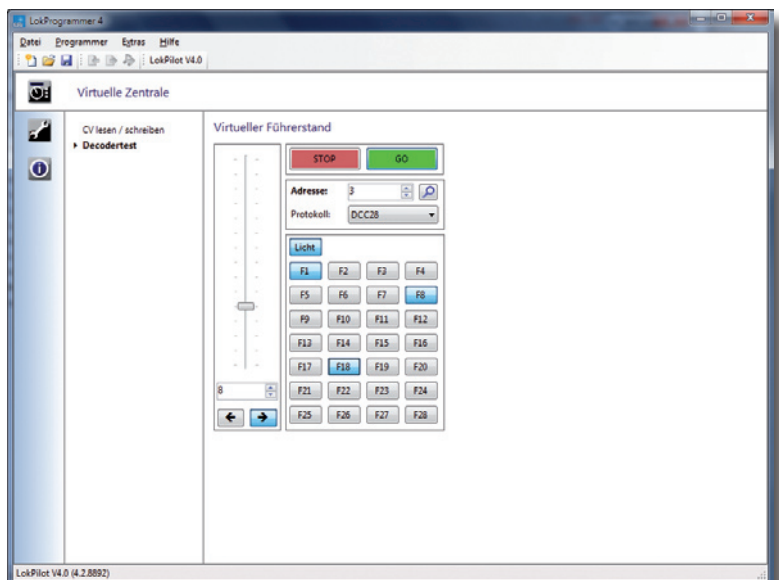 LokProgrammer 4
Datei Programmer Extras Hilfe
LokPilot V4.0
Virtuelle Zentrale
CV lesen / schreiben
Decodertest
Virtueller Führerstand
STOP GO
Adresse: 3
Protokoll: DCC28
Licht
F1 F2 F3 F4
F5 F6 F7 F8
F9 F10 F11 F12
F13 F14 F15 F16
F17 F18 F19 F20
8 F21 F22 F23 F24
F25 F26 F27 F28
LokPilot V4.0 (4.2.8892)